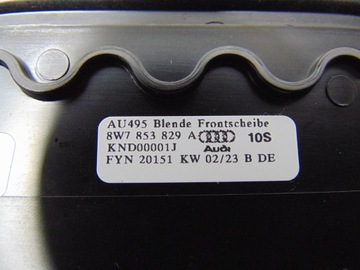 AU495 Blende Frontscheibe
8W7 853 829 A 10S
KND00001J Audi
FYN 20151 KW 02/23 B DE